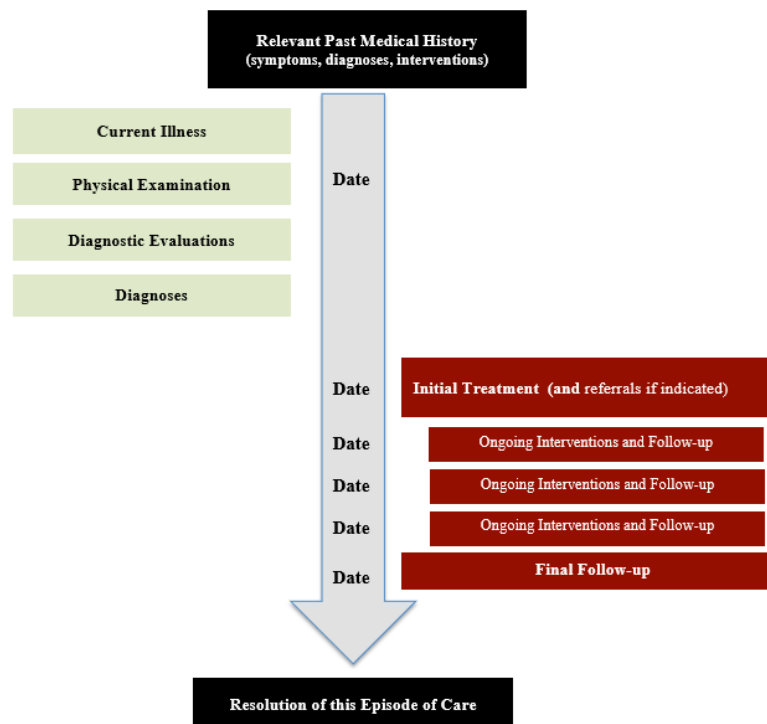 Relevant Past Medical History
(symptoms, diagnoses, interventions)
Current Illness
Physical Examination
Date
Diagnostic Evaluations
Diagnoses
Date
Initial Treatment (and referrals if indicated)
Date
Ongoing Interventions and Follow-up
Date
Ongoing Interventions and Follow-up
Date
Ongoing Interventions and Follow-up
Date
Final Follow-up
Resolution of this Episode of Care